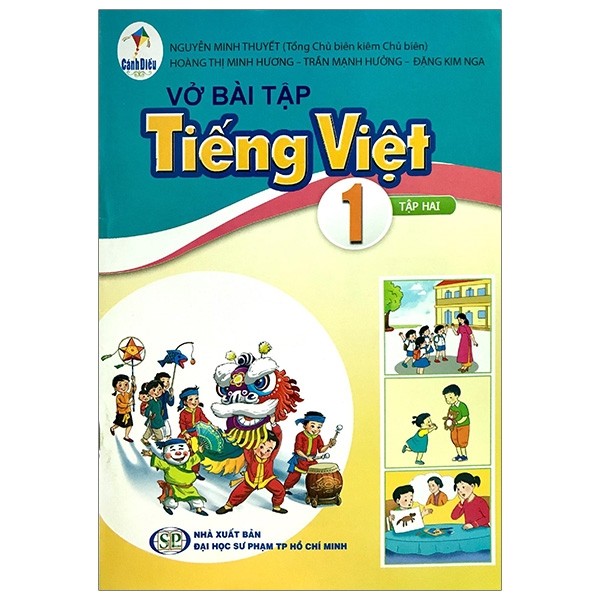 Cánh Diều
NGUYỄN MINH THUYẾT (Tổng Chủ biên kiêm Chủ biên)
HOÀNG THỊ MINH HƯƠNG – TRẦN MẠNH HƯỞNG – ĐẶNG KIM NGA
VỞ BÀI TẬP
Tiếng Việt
1
TẬP HAI
SP
NHÀ XUẤT BẢN
ĐẠI HỌC SƯ PHẠM TP HỒ CHÍ MINH